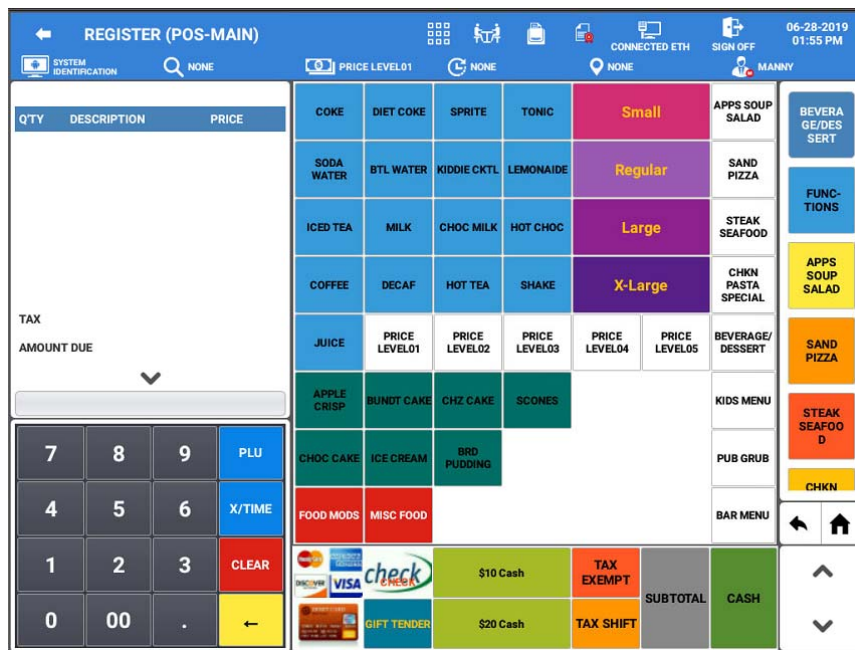 REGISTER (POS-MAIN)
CONNECTED ETH
SIGN OFF
06-28-2019
01:55 PM
SYSTEM
IDENTIFICATION
NONE
PRICE LEVEL01
NONE
NONE
MANNY
Q'TY DESCRIPTION PRICE
TAX
AMOUNT DUE
7 8 9 PLU
4 5 6 X/TIME
1 2 3 CLEAR
0 00 . ←
COKE
DIET COKE
SPRITE
TONIC
Small
APPS SOUP
SALAD
SODA
WATER
BTL WATER
KIDDIE CKTL
LEMONAIDE
Regular
SAND
PIZZA
ICED TEA
MILK
CHOC MILK
HOT CHOC
Large
STEAK
SEAFOOD
COFFEE
DECAF
HOT TEA
SHAKE
X-Large
CHKN
PASTA
SPECIAL
JUICE
PRICE
LEVEL01
PRICE
LEVEL02
PRICE
LEVEL03
PRICE
LEVEL04
PRICE
LEVEL05
BEVERAGE/
DESSERT
APPLE
CRISP
BUNDT CAKE
CHZ CAKE
SCONES
KIDS MENU
CHOC CAKE
ICE CREAM
BRD
PUDDING
PUB GRUB
FOOD MODS
MISC FOOD
BAR MENU
DISCOVER
VISA
check
CHECK
$10 Cash
TAX
EXEMPT
SUBTOTAL
CASH
GIFT TENDER
$20 Cash
TAX SHIFT
BEVERA
GE/DES
SERT
FUNC-
TIONS
APPS
SOUP
SALAD
SAND
PIZZA
STEAK
SEAFOO
D
CHKN